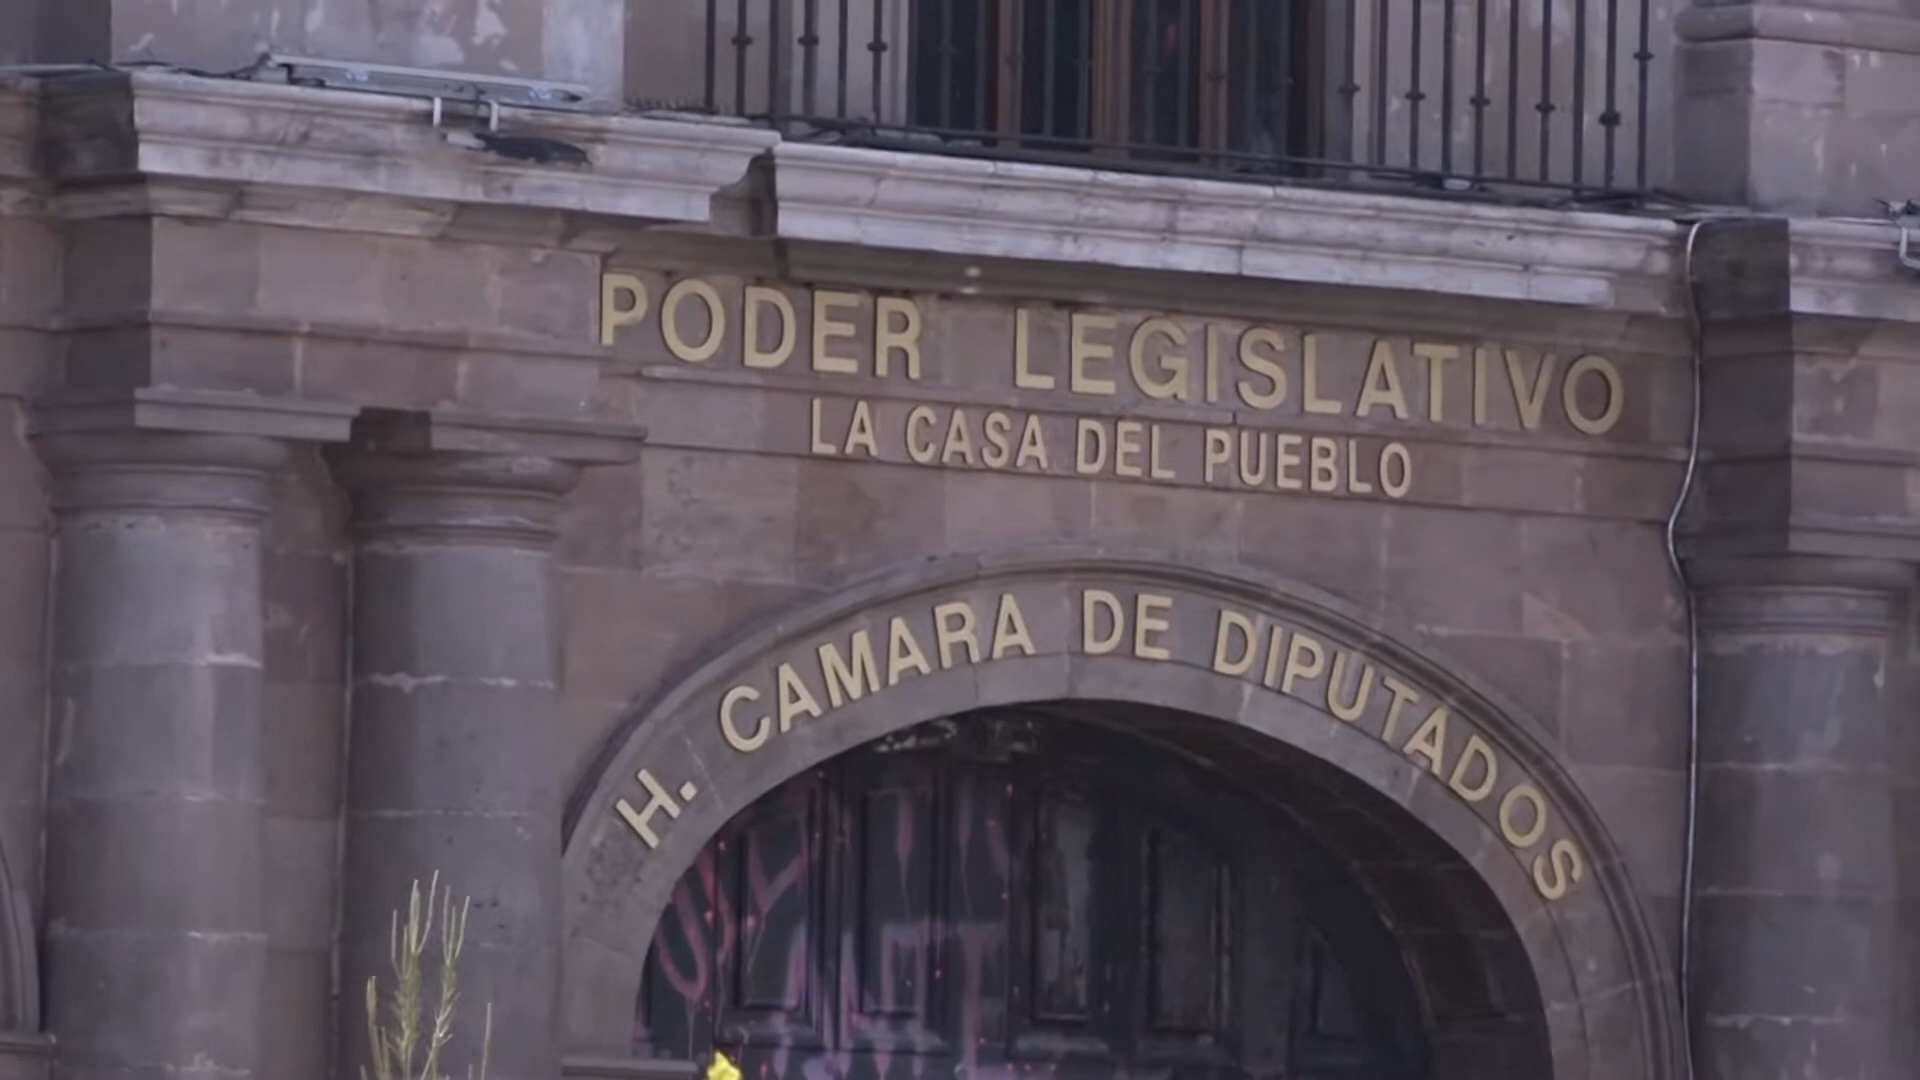 PODER LEGISLATIVO
LA CASA DEL PUEBLO
H. CAMARA DE DIPUTADOS